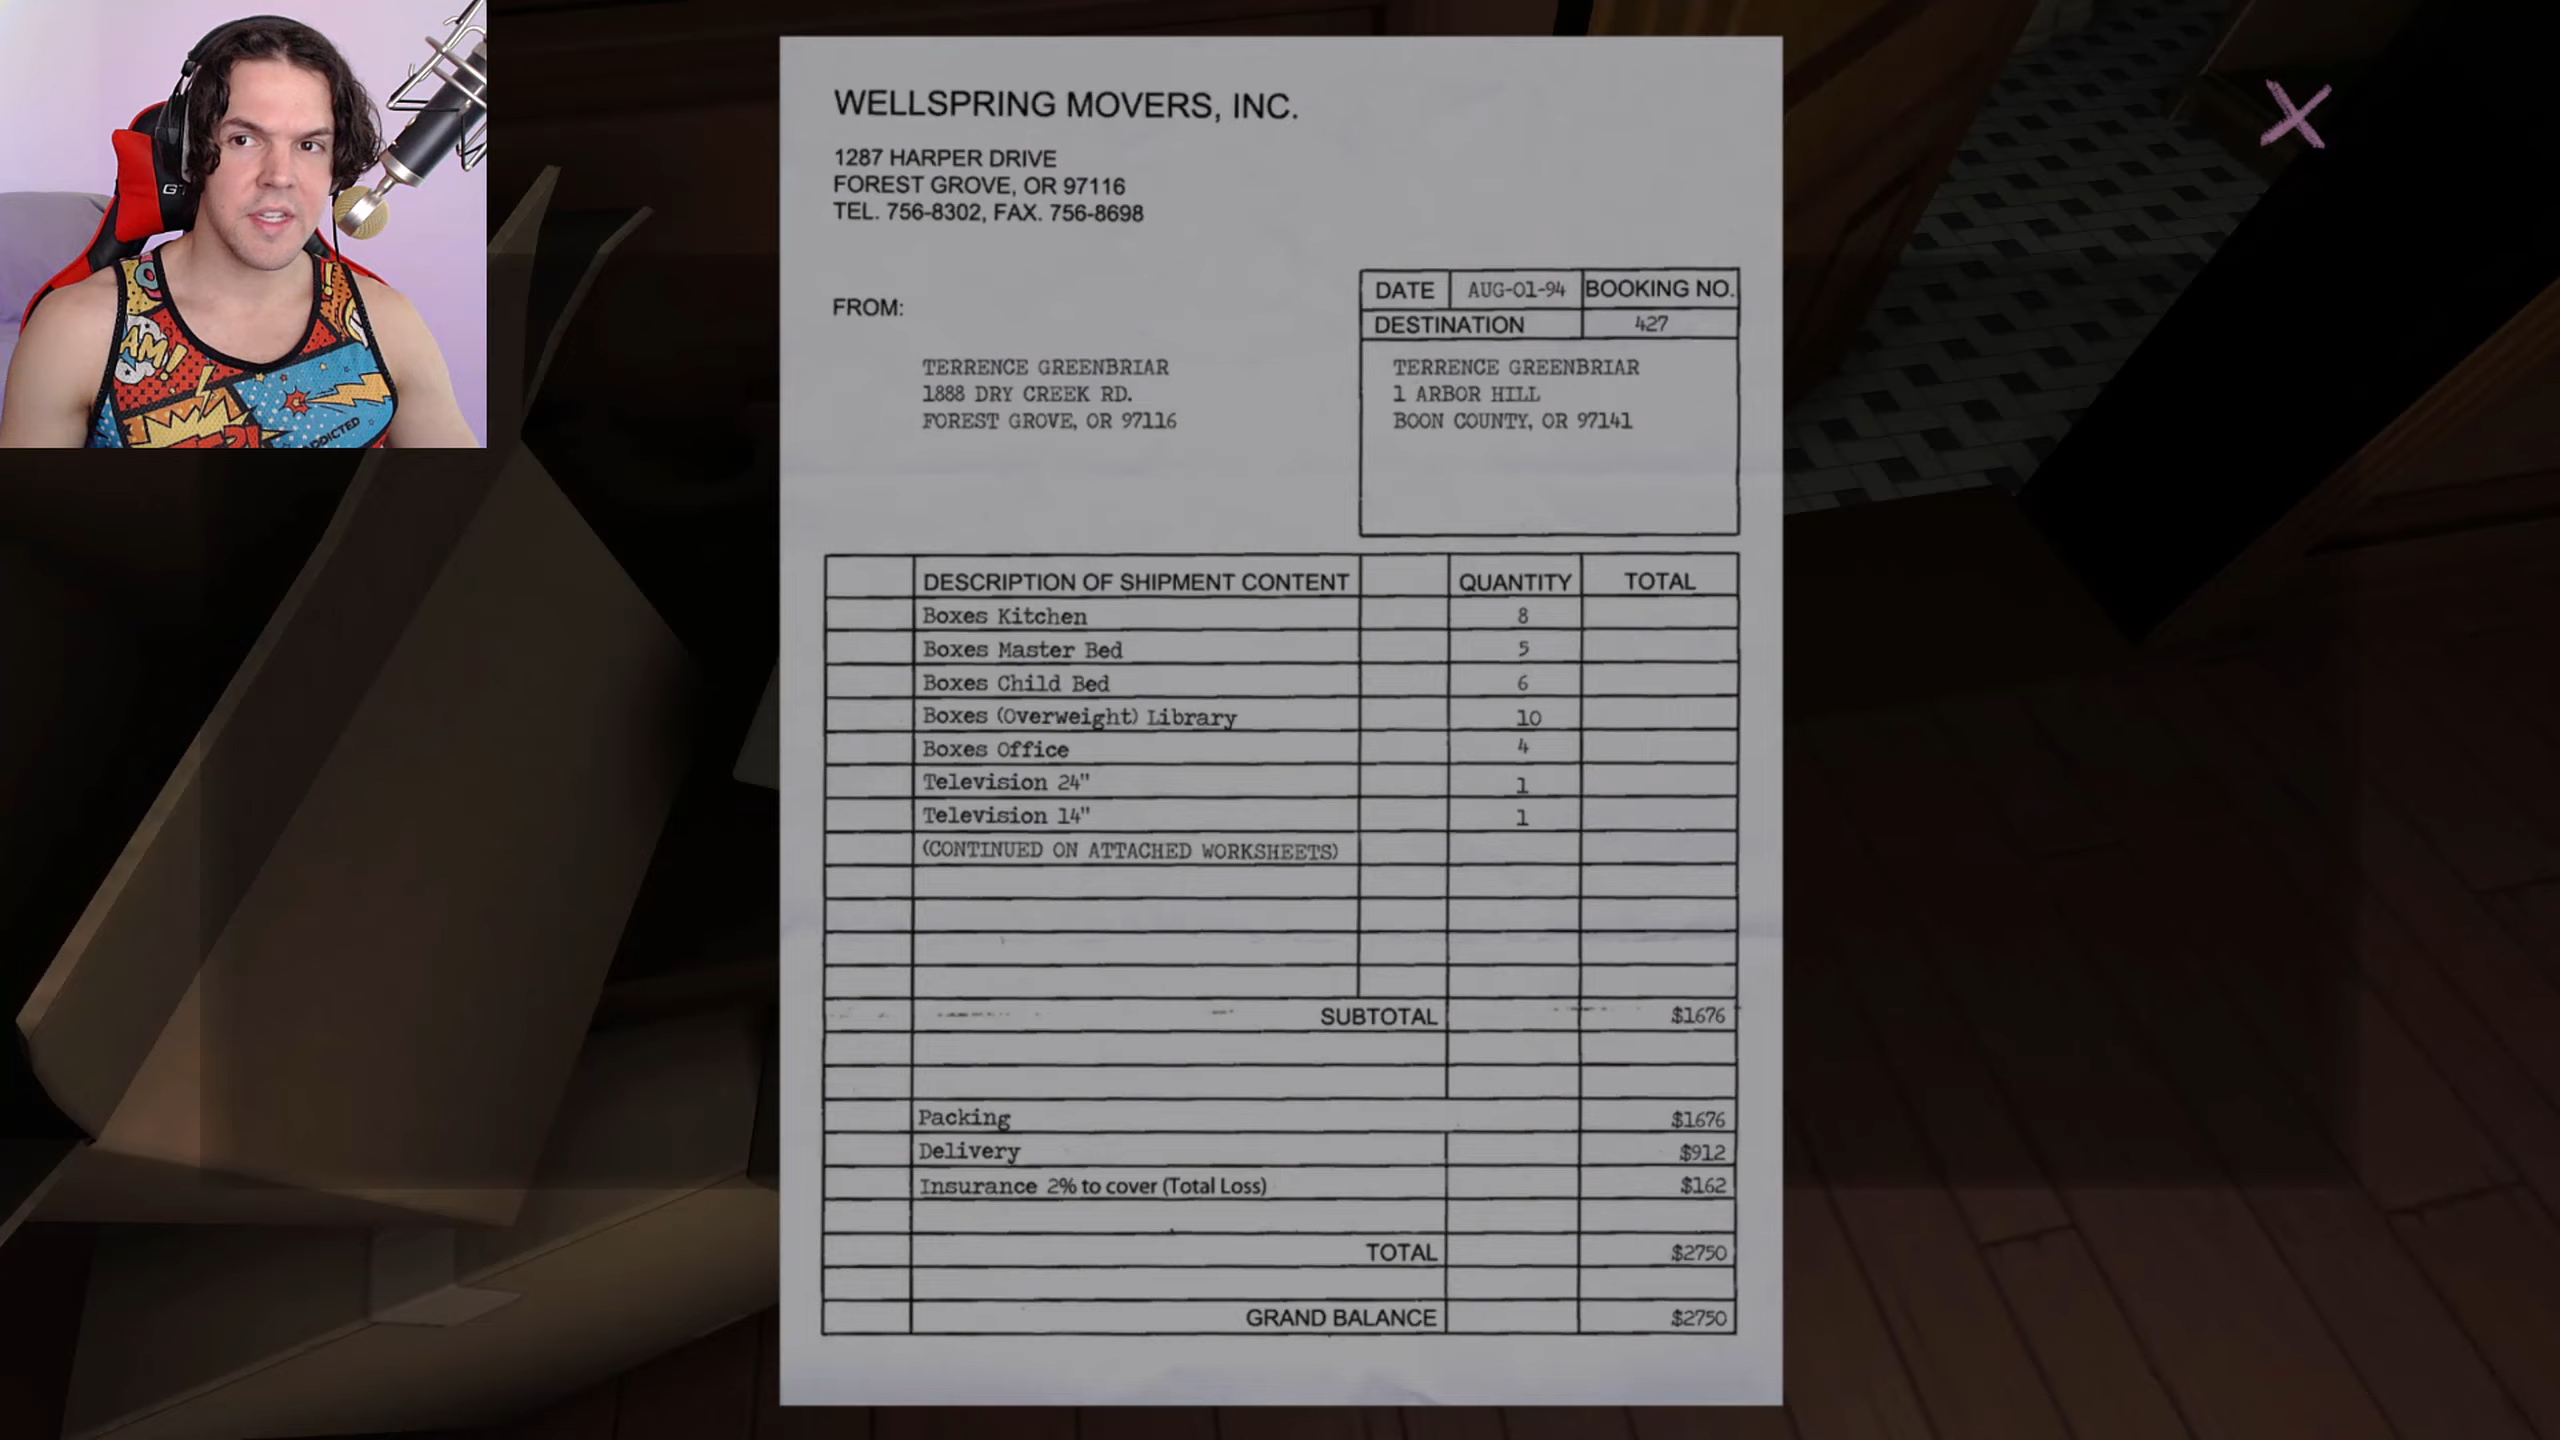 WELLSPRING MOVERS, INC.
1287 HARPER DRIVE
FOREST GROVE, OR 97116
TEL. 756-8302, FAX. 756-8698
DATE AUG-01-94 BOOKING NO.
DESTINATION 427
FROM:
TERRENCE GREENBRIAR
1888 DRY CREEK RD.
FOREST GROVE, OR 97116
TERRENCE GREENBRIAR
1 ARBOR HILL
BOON COUNTY, OR 97141
DESCRIPTION OF SHIPMENT CONTENT QUANTITY TOTAL
Boxes Kitchen 8
Boxes Master Bed 5
Boxes Child Bed 6
Boxes (Overweight) Library 10
Boxes Office 4
Television 24" 1
Television 14" 1
(CONTINUED ON ATTACHED WORKSHEETS)
SUBTOTAL $1676
Packing $1676
Delivery $912
Insurance 2% to cover (Total Loss) $162
TOTAL $2750
GRAND BALANCE $2750
AM!
ADDICTED